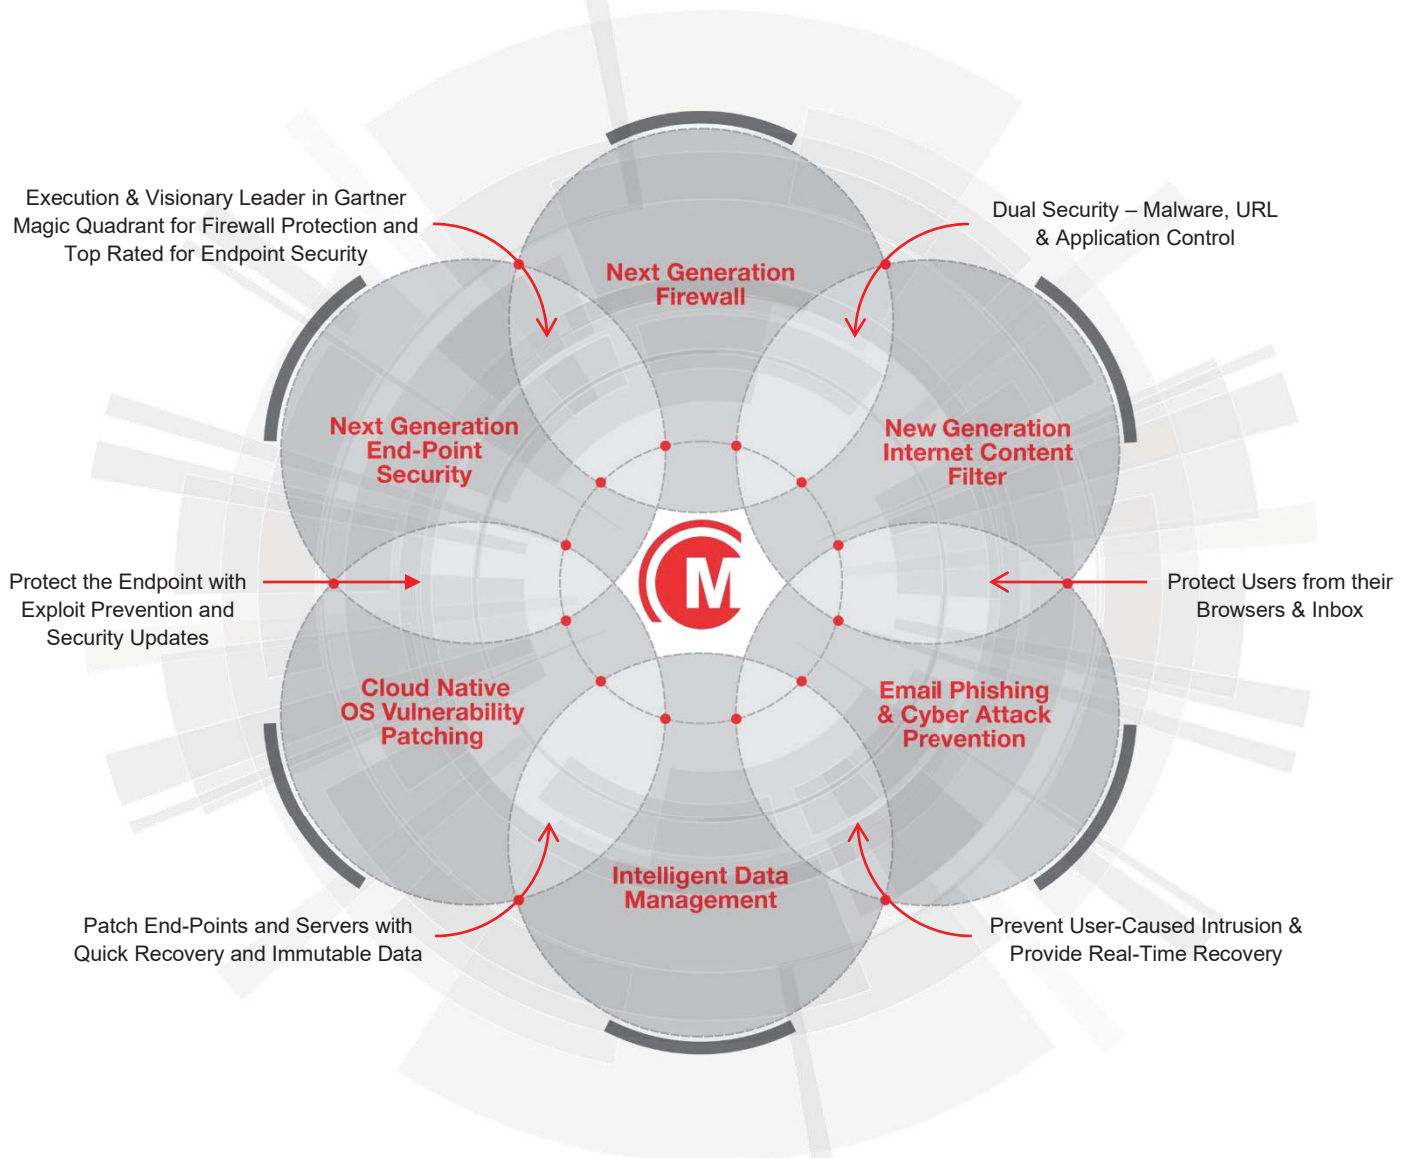 Execution & Visionary Leader in Gartner
Magic Quadrant for Firewall Protection and
Top Rated for Endpoint Security
Dual Security – Malware, URL
& Application Control
Next Generation
Firewall
Next Generation
End-Point
Security
New Generation
Internet Content
Filter
Protect the Endpoint with
Exploit Prevention and
Security Updates
M
Protect Users from their
Browsers & Inbox
Cloud Native
OS Vulnerability
Patching
Email Phishing
& Cyber Attack
Prevention
Intelligent Data
Management
Patch End-Points and Servers with
Quick Recovery and Immutable Data
Prevent User-Caused Intrusion &
Provide Real-Time Recovery